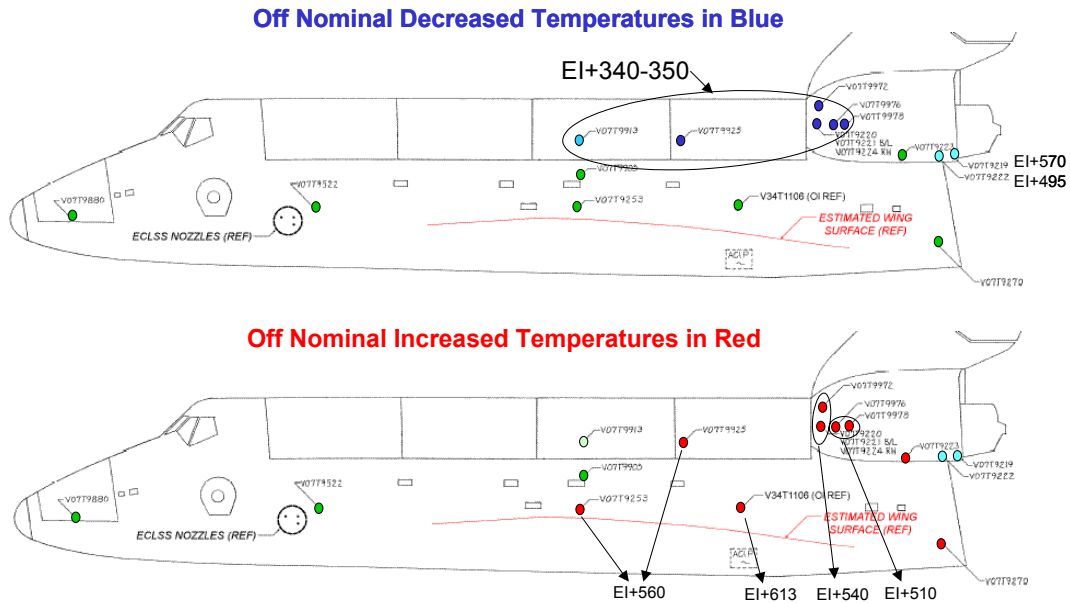 Off Nominal Decreased Temperatures in Blue
EI+340-350
V07T9972
V07T9976
V07T9978
V07T9913
V07T9925
V07T9220
V07T9221 B/L
V07T9224 RH
V07T9223
V07T9219
EI+570
V07T9222
EI+495
V07T9903
V07T9880
V07T9522
V07T9253
V34T1106 (OI REF)
ECLSS NOZZLES (REF)
ESTIMATED WING
SURFACE (REF)
V07T9270
Off Nominal Increased Temperatures in Red
V07T9972
V07T9976
V07T9978
V07T9913
V07T9925
V07T9220
V07T9221 B/L
V07T9224 RH
V07T9223
V07T9219
V07T9222
V07T9903
V07T9880
V07T9522
V07T9253
V34T1106 (OI REF)
ECLSS NOZZLES (REF)
ESTIMATED WING
SURFACE (REF)
V07T9270
EI+560
EI+613
EI+540
EI+510